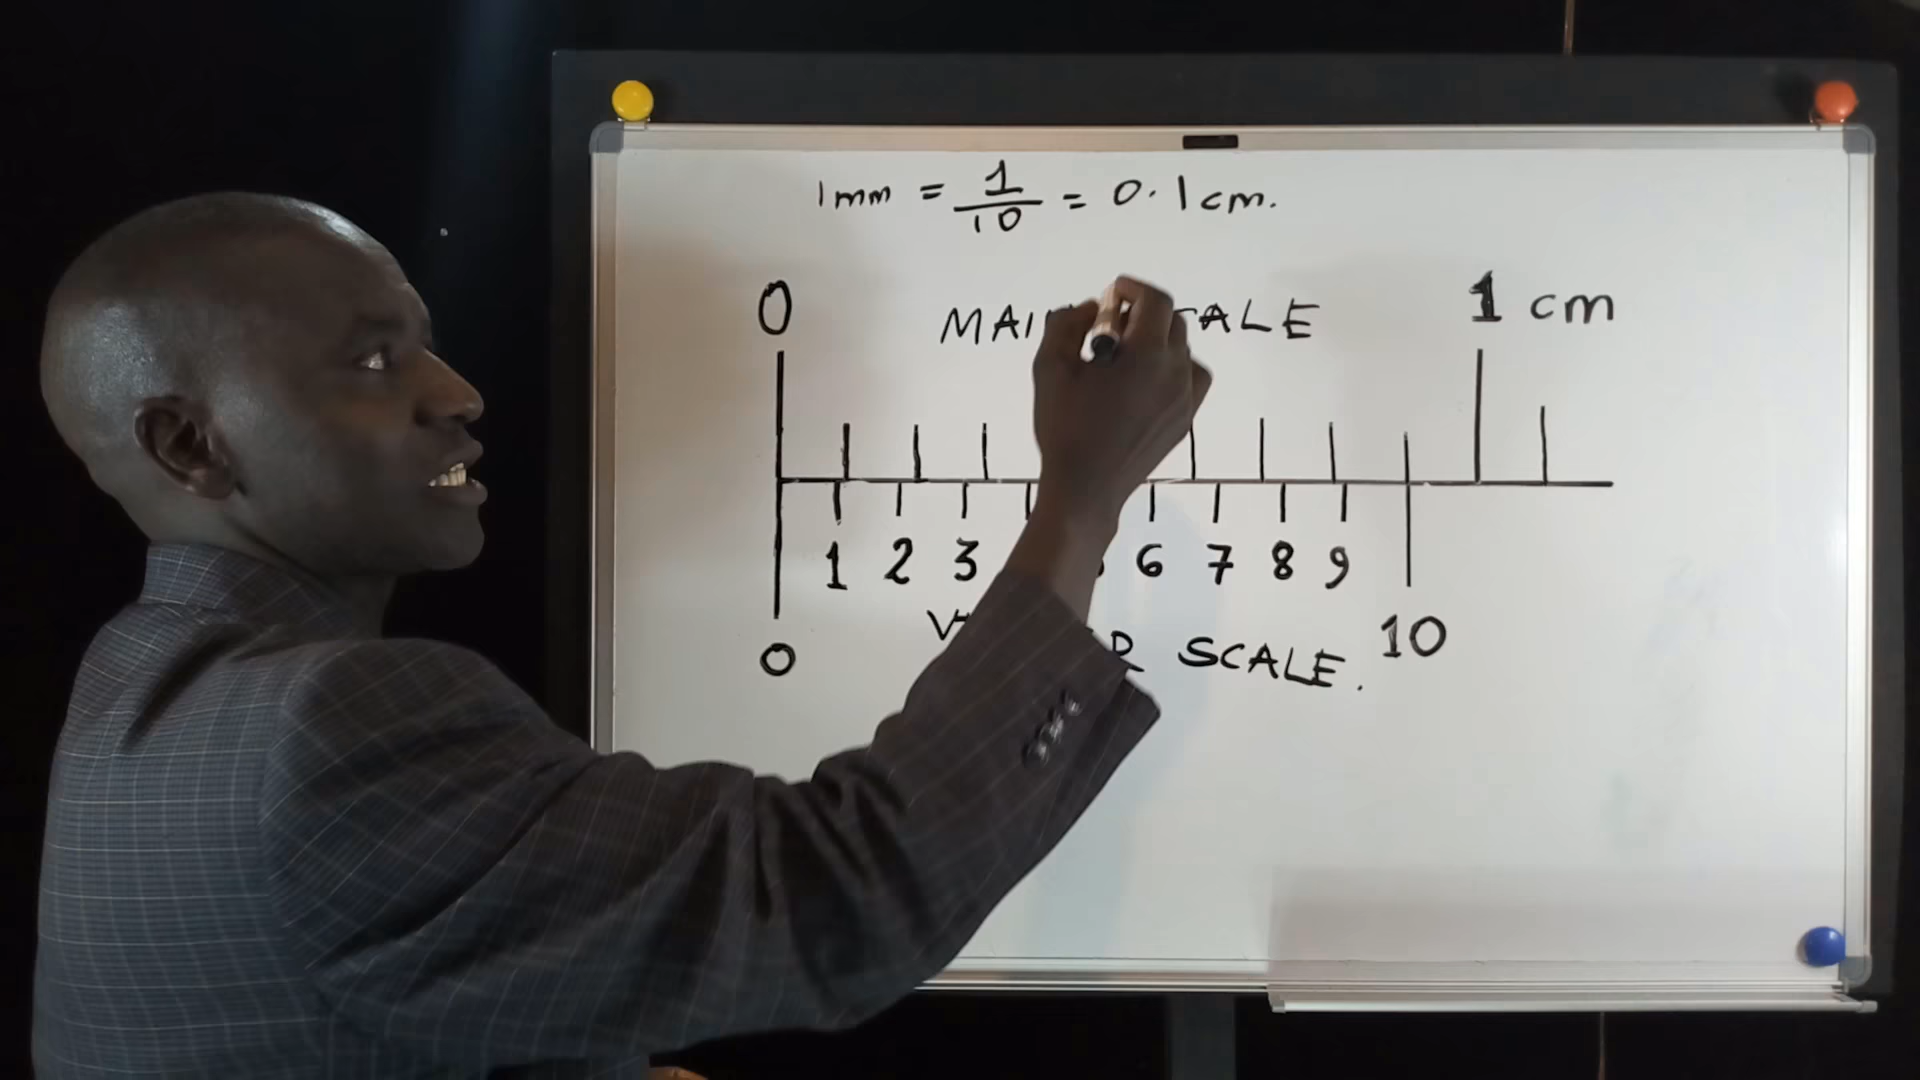 1mm = 1/10 = 0.1cm.
0 1 cm
1 2 3 6 7 8 9
SCALE. 10
0